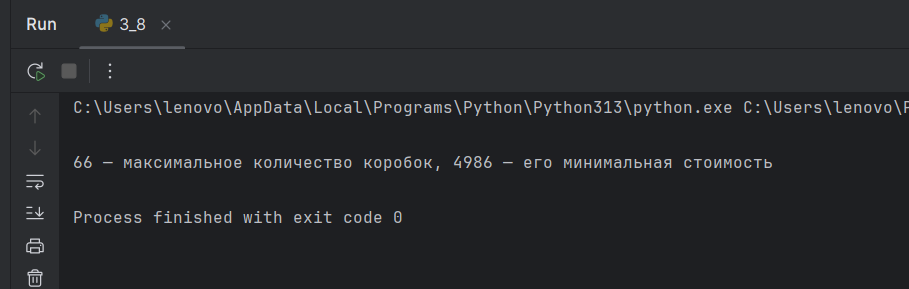 Run 3_8
C:\Users\lenovo\AppData\Local\Programs\Python\Python313\python.exe C:\Users\lenovo\P
66 — максимальное количество коробок, 4986 — его минимальная стоимость
Process finished with exit code 0